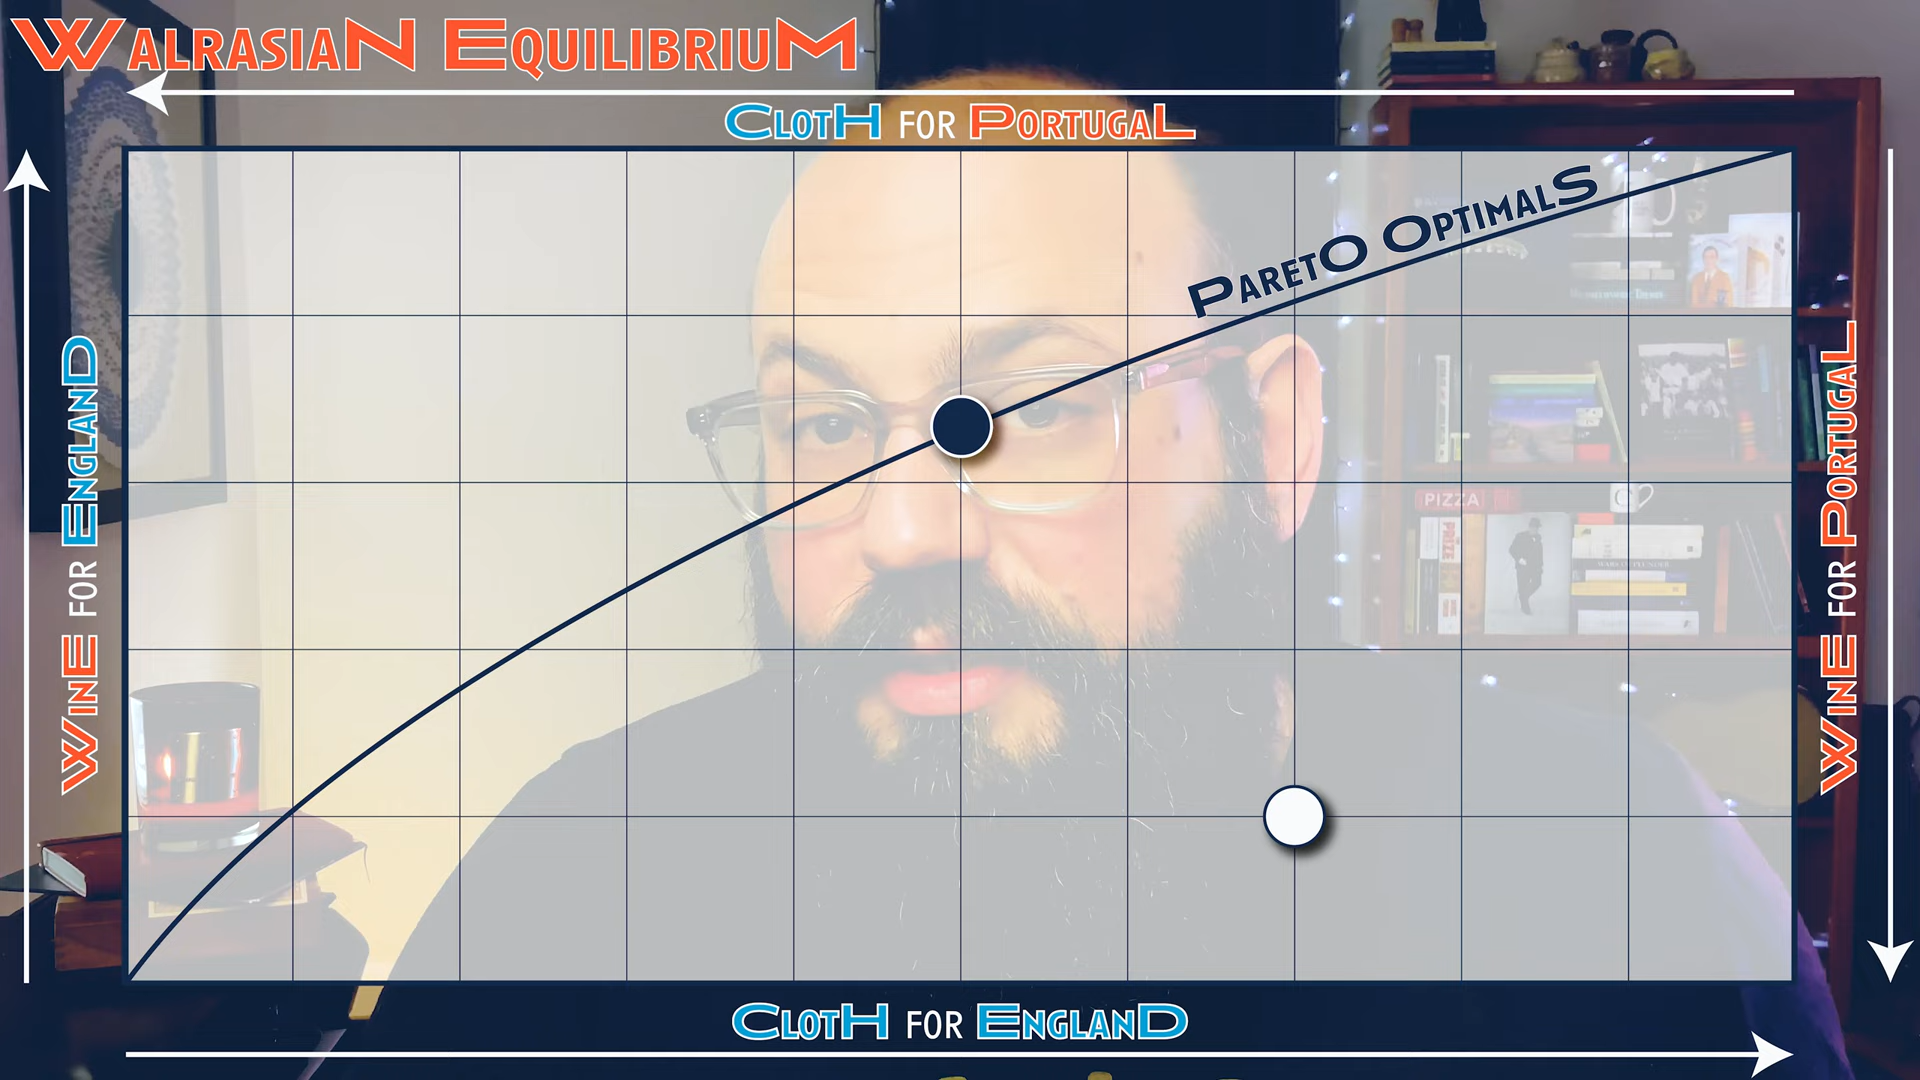 WALRASIAN EQUILIBRIUM
CLOTH FOR PORTUGAL
PARETO OPTIMALS
WINE FOR ENGLAND
WINE FOR PORTUGAL
PIZZA
CLOTH FOR ENGLAND